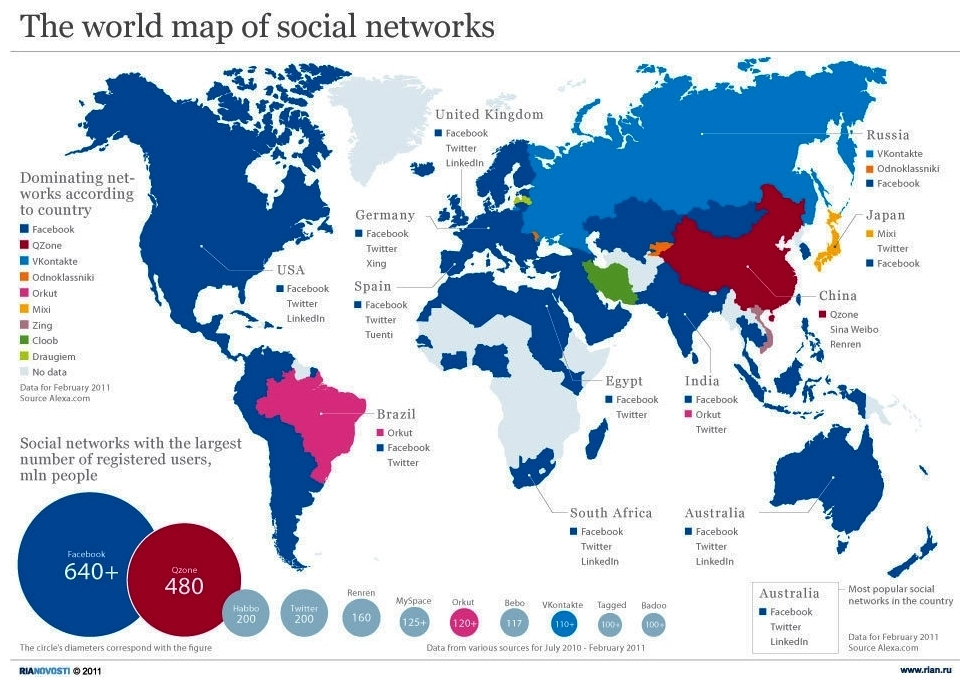 The world map of social networks
Dominating net-
works according
to country
Facebook
QZone
VKontakte
Odnoklassniki
Orkut
Mixi
Zing
Cloob
Draugiem
No data
Data for February 2011
Source Alexa.com
United Kingdom
Facebook
Twitter
LinkedIn
Germany
Facebook
Twitter
Xing
Spain
Facebook
Twitter
Tuenti
USA
Facebook
Twitter
LinkedIn
Russia
VKontakte
Odnoklassniki
Facebook
Japan
Mixi
Twitter
Facebook
China
Qzone
Sina Weibo
Renren
Egypt
Facebook
Twitter
India
Facebook
Orkut
Twitter
Brazil
Orkut
Facebook
Twitter
South Africa
Facebook
Twitter
LinkedIn
Australia
Facebook
Twitter
LinkedIn
Social networks with the largest
number of registered users,
mln people
Facebook
640+
Qzone
480
Habbo
200
Twitter
200
Renren
160
MySpace
125+
Orkut
120+
Bebo
117
VKontakte
110+
Tagged
100+
Badoo
100+
The circle's diameters correspond with the figure
Data from various sources for July 2010 - February 2011
Australia
Facebook
Twitter
LinkedIn
Most popular social
networks in the country
Data for February 2011
Source Alexa.com
RIANOVOSTI © 2011
www.rian.ru